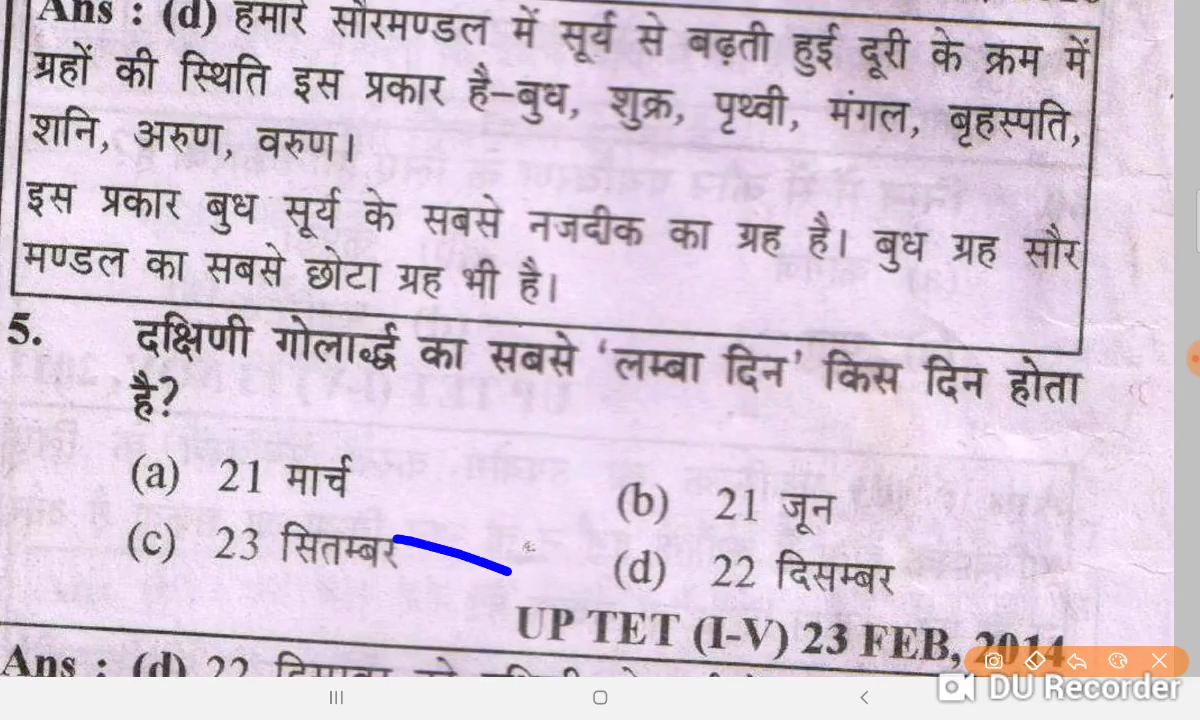 Ans : (d) हमारे सौरमण्डल में सूर्य से बढ़ती हुई दूरी के क्रम में
ग्रहों की स्थिति इस प्रकार है–बुध, शुक्र, पृथ्वी, मंगल, बृहस्पति,
शनि, अरुण, वरुण।
इस प्रकार बुध सूर्य के सबसे नजदीक का ग्रह है। बुध ग्रह सौर
मण्डल का सबसे छोटा ग्रह भी है।
5. दक्षिणी गोलार्द्ध का सबसे ‘लम्बा दिन’ किस दिन होता
है?
(a) 21 मार्च
(b) 21 जून
(c) 23 सितम्बर
(d) 22 दिसम्बर
UP TET (I-V) 23 FEB, 2014
Ans : (d) 22
DU Recorder